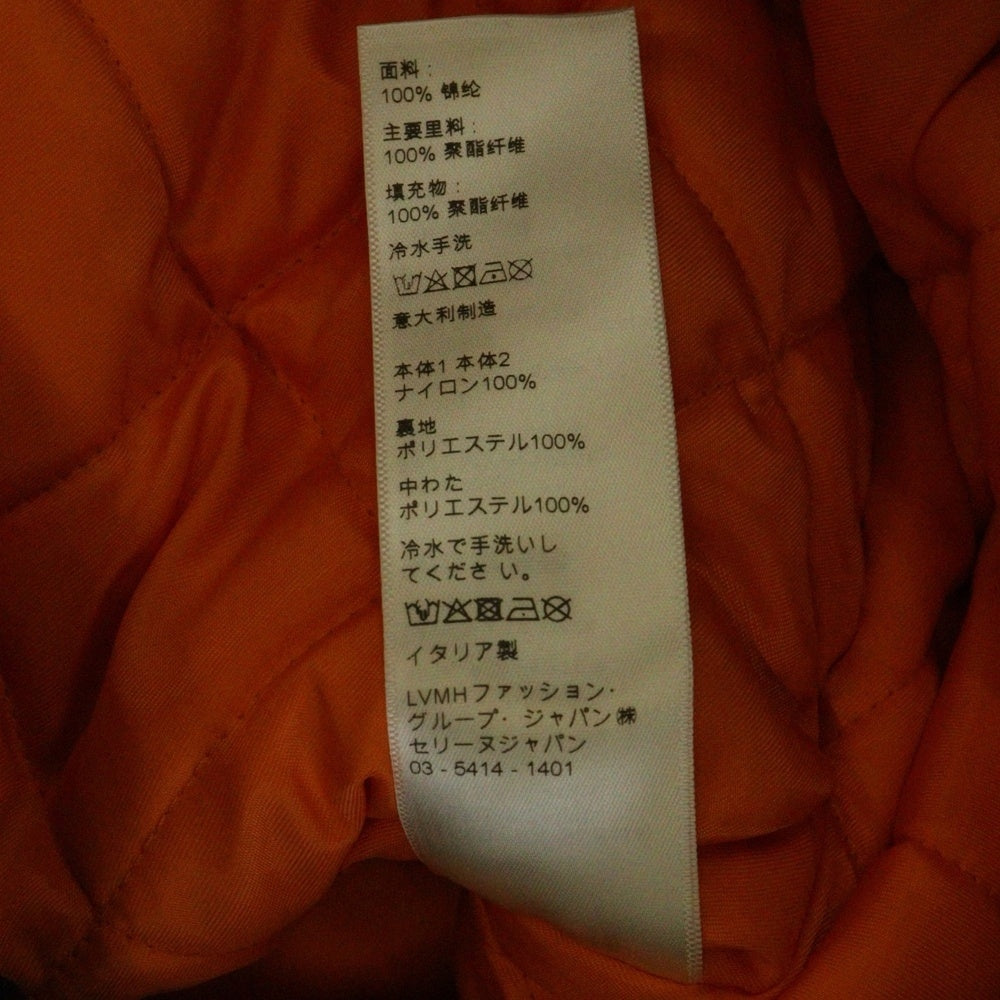 面料：
100% 锦纶
主要里料：
100% 聚酯纤维
填充物：
100% 聚酯纤维
冷水手洗
意大利制造
本体1 本体2
ナイロン100%
裏地
ポリエステル100%
中わた
ポリエステル100%
冷水で手洗いし
てください。
イタリア製
LVMHファッション·
グループ· ジャパン㈱
セリーヌジャパン
03 - 5414 - 1401